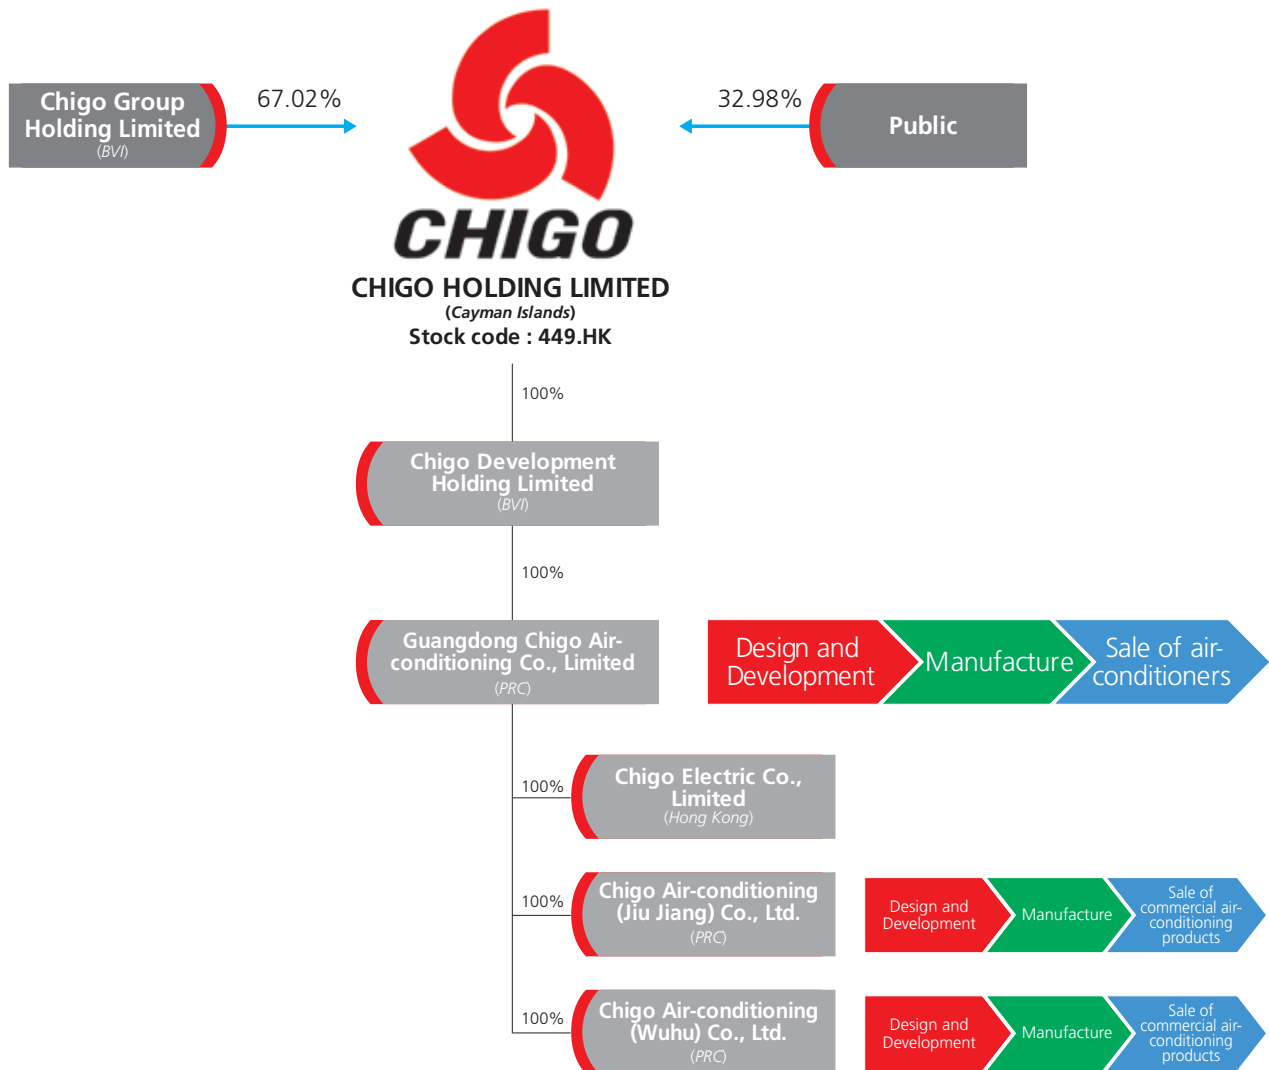 Chigo Group
Holding Limited
(BVI)
67.02%
32.98%
Public
CHIGO
CHIGO HOLDING LIMITED
(Cayman Islands)
Stock code : 449.HK
100%
Chigo Development
Holding Limited
(BVI)
100%
Guangdong Chigo Air-
conditioning Co., Limited
(PRC)
Design and
Development
Manufacture
Sale of air-
conditioners
100%
Chigo Electric Co.,
Limited
(Hong Kong)
100%
Chigo Air-conditioning
(Jiu Jiang) Co., Ltd.
(PRC)
Design and
Development
Manufacture
Sale of
commercial air-
conditioning
products
100%
Chigo Air-conditioning
(Wuhu) Co., Ltd.
(PRC)
Design and
Development
Manufacture
Sale of
commercial air-
conditioning
products